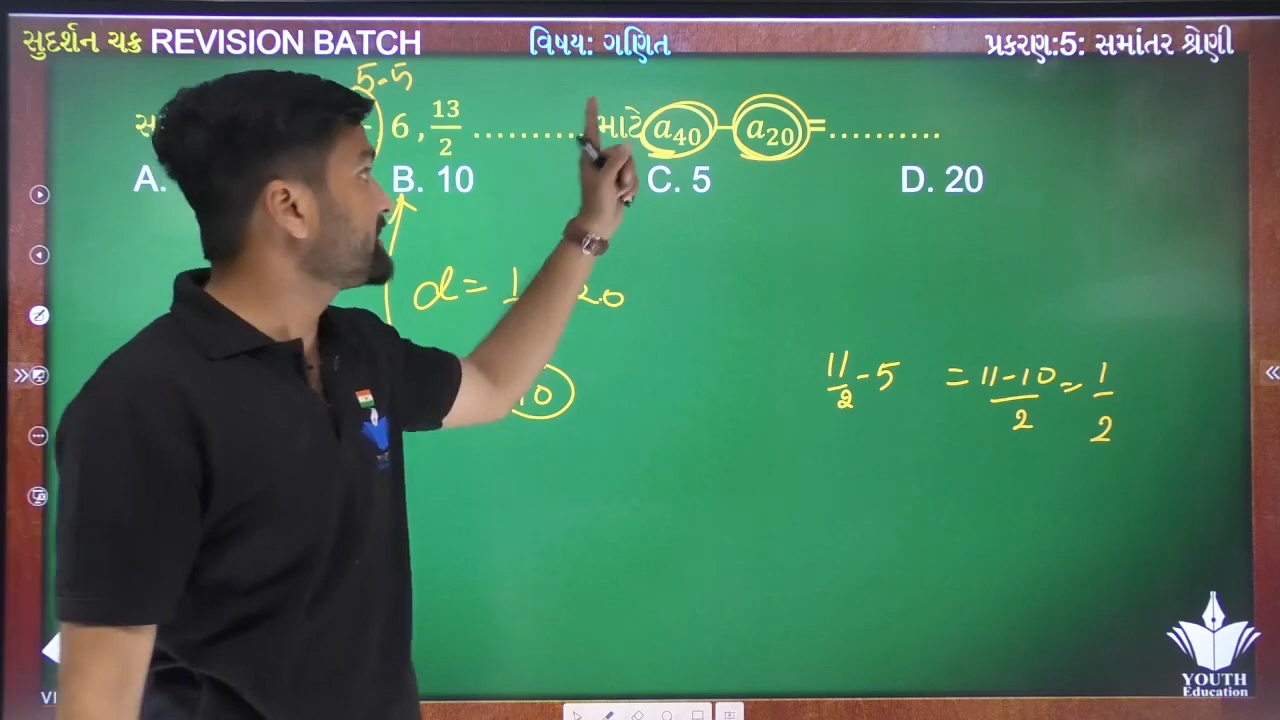 સુદર્શન ચક્ર REVISION BATCH વિષય: ગણિત પ્રકરણ:5: સમાંતર શ્રેણી
5.5
6 , 13/2 ........... માટે a₄₀ – a₂₀ = ..........
A. B. 10 C. 5 D. 20
d = 1 20
11/2 - 5 = 11-10/2 = 1/2
10
YOUTH
Education